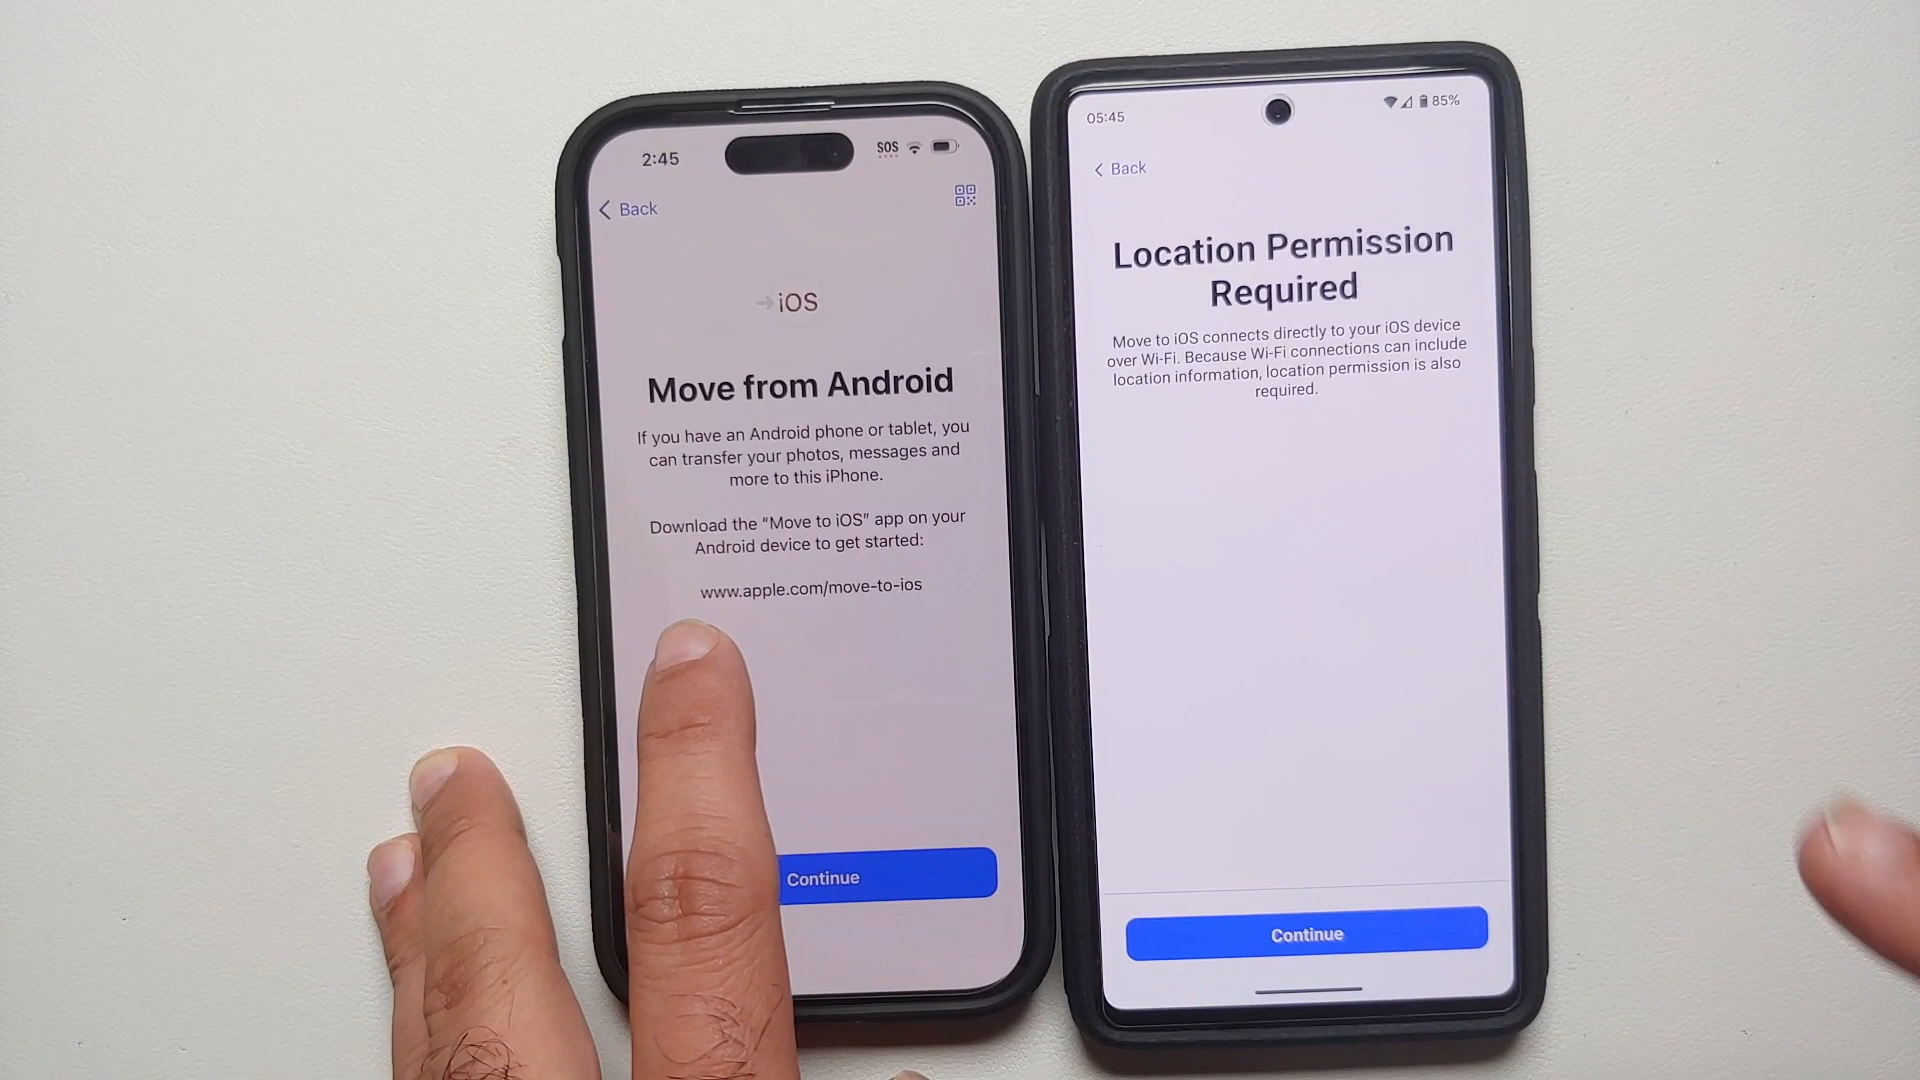 2:45
SOS
Back
iOS
Move from Android
If you have an Android phone or tablet, you
can transfer your photos, messages and
more to this iPhone.
Download the “Move to iOS” app on your
Android device to get started:
www.apple.com/move-to-ios
Continue
05:45
85%
Back
Location Permission
Required
Move to iOS connects directly to your iOS device
over Wi-Fi. Because Wi-Fi connections can include
location information, location permission is also
required.
Continue